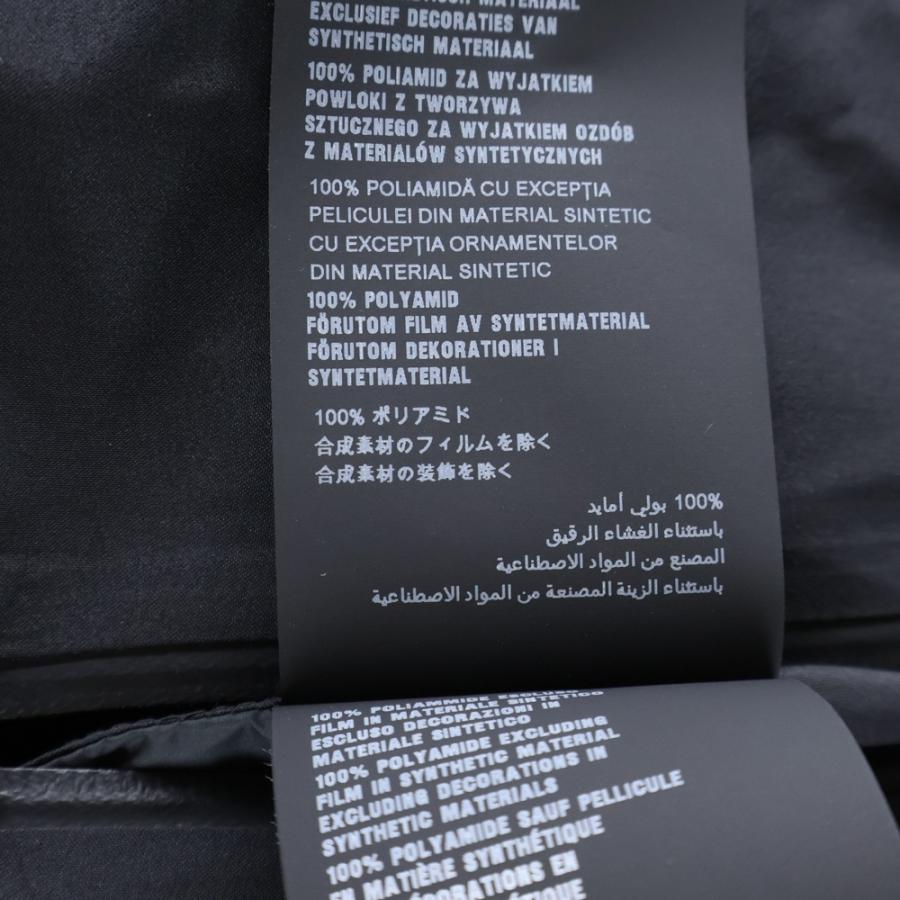 SYNTHETISCH MATERIAAL
EXCLUSIEF DECORATIES VAN
SYNTHETISCH MATERIAAL
100% POLIAMID ZA WYJATKIEM
POWLOKI Z TWORZYWA
SZTUCZNEGO ZA WYJATKIEM OZDÓB
Z MATERIALÓW SYNTETYCZNYCH
100% POLIAMIDĂ CU EXCEPȚIA
PELICULEI DIN MATERIAL SINTETIC
CU EXCEPȚIA ORNAMENTELOR
DIN MATERIAL SINTETIC
100% POLYAMID
FÖRUTOM FILM AV SYNTETMATERIAL
FÖRUTOM DEKORATIONER I
SYNTETMATERIAL
100% ポリアミド
合成素材のフィルムを除く
合成素材の装飾を除く
100% بولي أمايد
باستثناء الغشاء الرقيق
المصنع من المواد الاصطناعية
باستثناء الزينة المصنعة من المواد الاصطناعية
100% POLIAMMIDE ESCLUSO
FILM IN MATERIALE SINTETICO
ESCLUSO DECORAZIONI IN
MATERIALE SINTETICO
100% POLYAMIDE EXCLUDING
FILM IN SYNTHETIC MATERIAL
EXCLUDING DECORATIONS IN
SYNTHETIC MATERIALS
100% POLYAMIDE SAUF PELLICULE
EN MATIÈRE SYNTHÉTIQUE
DÉCORATIONS EN
SYNTHÉTIQUE